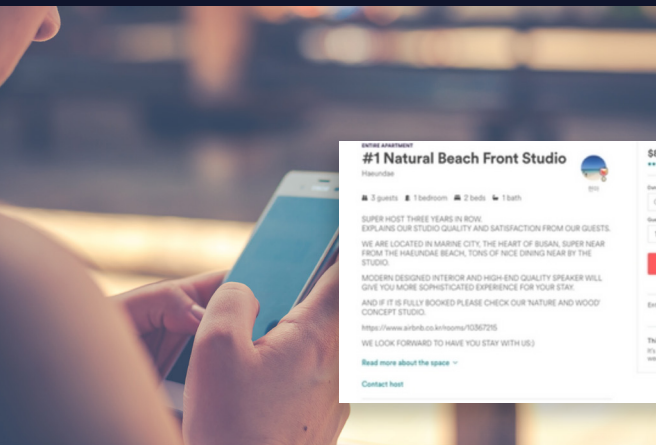 ENTIRE APARTMENT
#1 Natural Beach Front Studio
Haeundae
3 guests 1 bedroom 2 beds 1 bath
SUPER HOST THREE YEARS IN ROW.
EXPLAINS OUR STUDIO QUALITY AND SATISFACTION FROM OUR GUESTS.
WE ARE LOCATED IN MARINE CITY, THE HEART OF BUSAN, SUPER NEAR
FROM THE HAEUNDAE BEACH, TONS OF NICE DINING NEAR BY THE
STUDIO.
MODERN DESIGNED INTERIOR AND HIGH-END QUALITY SPEAKER WILL
GIVE YOU MORE SOPHISTICATED EXPERIENCE FOR YOUR STAY.
AND IF IT IS FULLY BOOKED PLEASE CHECK OUR 'NATURE AND WOOD'
CONCEPT STUDIO.
https://www.airbnb.co.kr/rooms/10367215
WE LOOK FORWARD TO HAVE YOU STAY WITH US:)
Read more about the space
Contact host